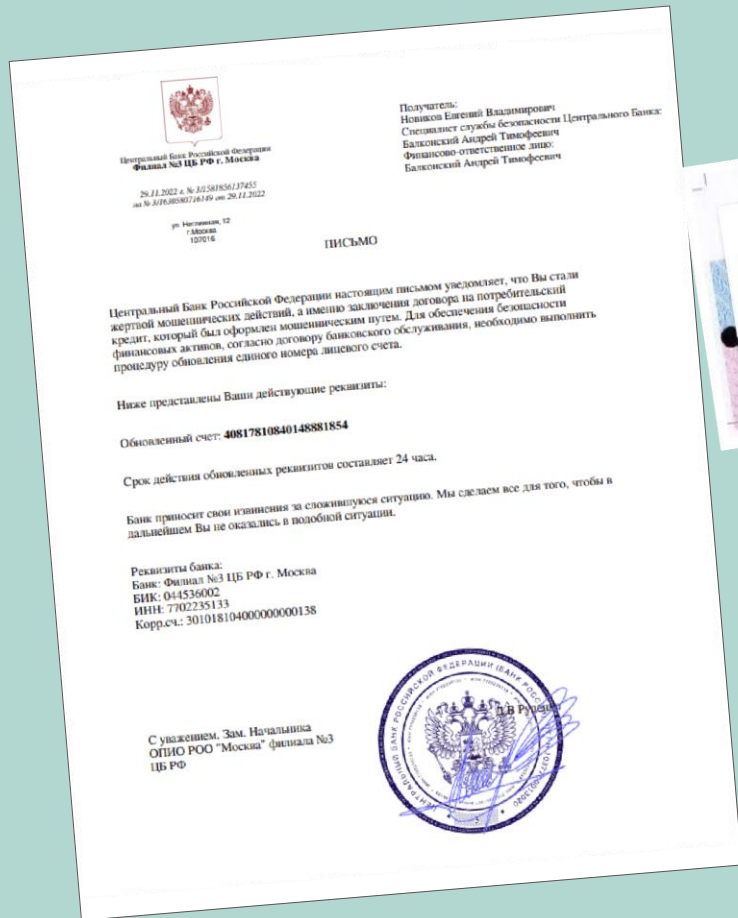 Центральный Банк Российской Федерации
Филиал №3 ЦБ РФ г. Москва
29.11.2022 г. № 3/1581856137455
на № 3/1630580716149 от 29.11.2022
ул. Неглинная, 12
г.Москва
107016
Получатель:
Новиков Евгений Владимирович
Специалист службы безопасности Центрального Банка:
Балконский Андрей Тимофеевич
Финансово-ответственное лицо:
Балконский Андрей Тимофеевич
ПИСЬМО
Центральный Банк Российской Федерации настоящим письмом уведомляет, что Вы стали
жертвой мошеннических действий, а именно заключения договора на потребительский
кредит, который был оформлен мошенническим путем. Для обеспечения безопасности
финансовых активов, согласно договору банковского обслуживания, необходимо выполнить
процедуру обновления единого номера лицевого счета.
Ниже представлены Ваши действующие реквизиты:
Обновленный счет: 40817810840148881854
Срок действия обновленных реквизитов составляет 24 часа.
Банк приносит свои извинения за сложившуюся ситуацию. Мы сделаем все для того, чтобы в
дальнейшем Вы не оказались в подобной ситуации.
Реквизиты банка:
Банк: Филиал №3 ЦБ РФ г. Москва
БИК: 044536002
ИНН: 7702235133
Корр.сч.: 301018104000000000138
С уважением, Зам. Начальника
ОПИО РОО "Москва" филиала №3
ЦБ РФ
ЦЕНТРАЛЬНЫЙ БАНК РОССИЙСКОЙ ФЕДЕРАЦИИ (БАНК